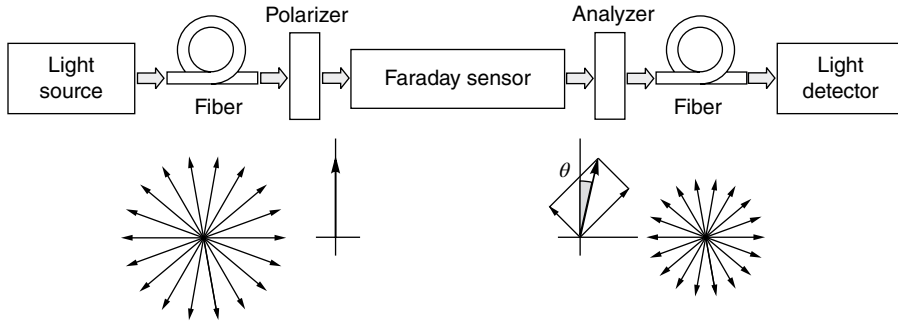 Polarizer
Analyzer
Light
source
Fiber
Faraday sensor
Fiber
Light
detector
θ